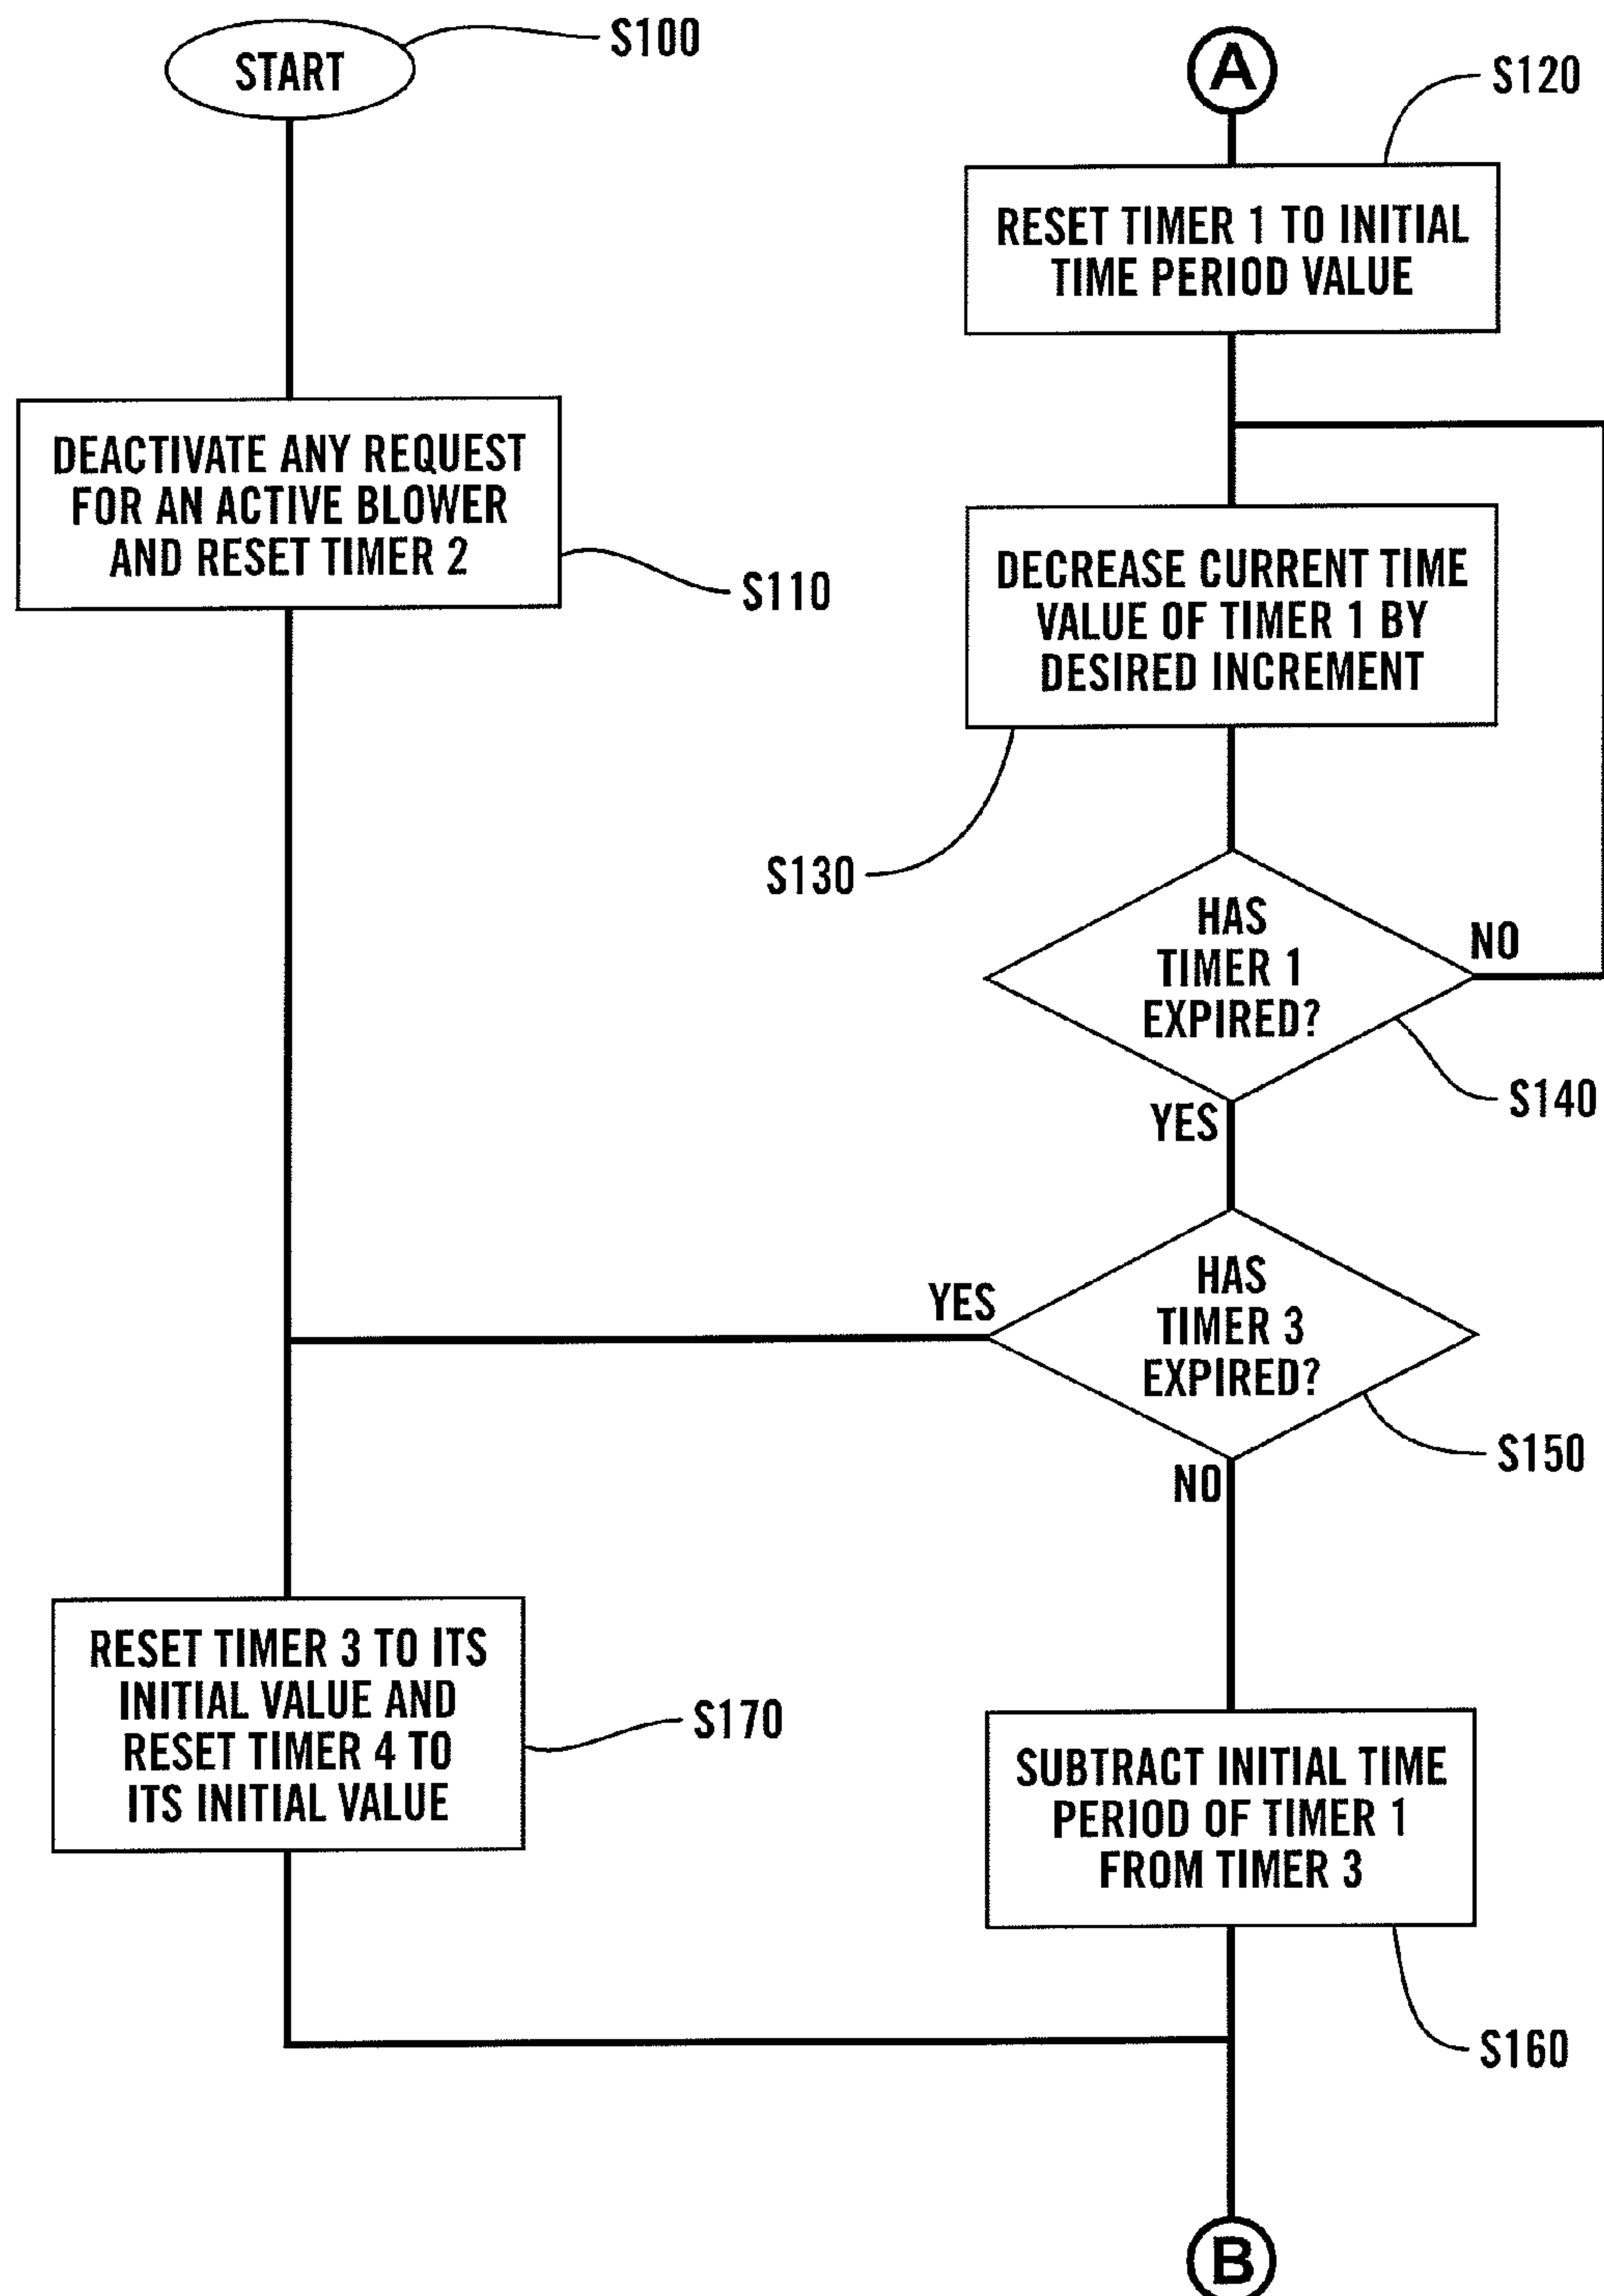 START
S100
DEACTIVATE ANY REQUEST
FOR AN ACTIVE BLOWER
AND RESET TIMER 2
S110
A
S120
RESET TIMER 1 TO INITIAL
TIME PERIOD VALUE
DECREASE CURRENT TIME
VALUE OF TIMER 1 BY
DESIRED INCREMENT
S130
HAS
TIMER 1
EXPIRED?
NO
S140
YES
HAS
TIMER 3
EXPIRED?
YES
S150
NO
RESET TIMER 3 TO ITS
INITIAL VALUE AND
RESET TIMER 4 TO
ITS INITIAL VALUE
S170
SUBTRACT INITIAL TIME
PERIOD OF TIMER 1
FROM TIMER 3
S160
B